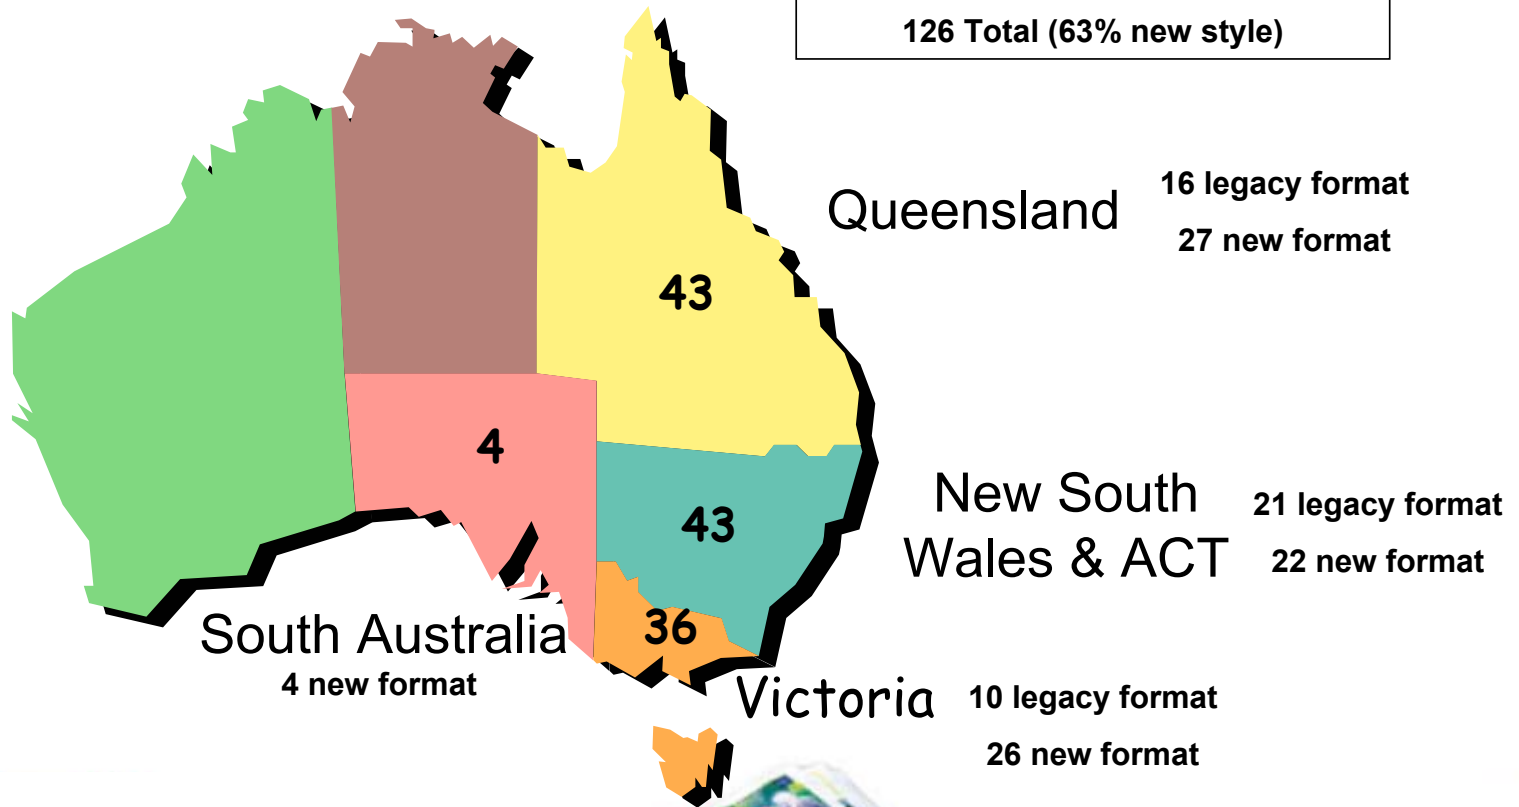 126 Total (63% new style)
Queensland
16 legacy format
27 new format
43
4
43
New South
Wales & ACT
21 legacy format
22 new format
36
South Australia
4 new format
Victoria
10 legacy format
26 new format